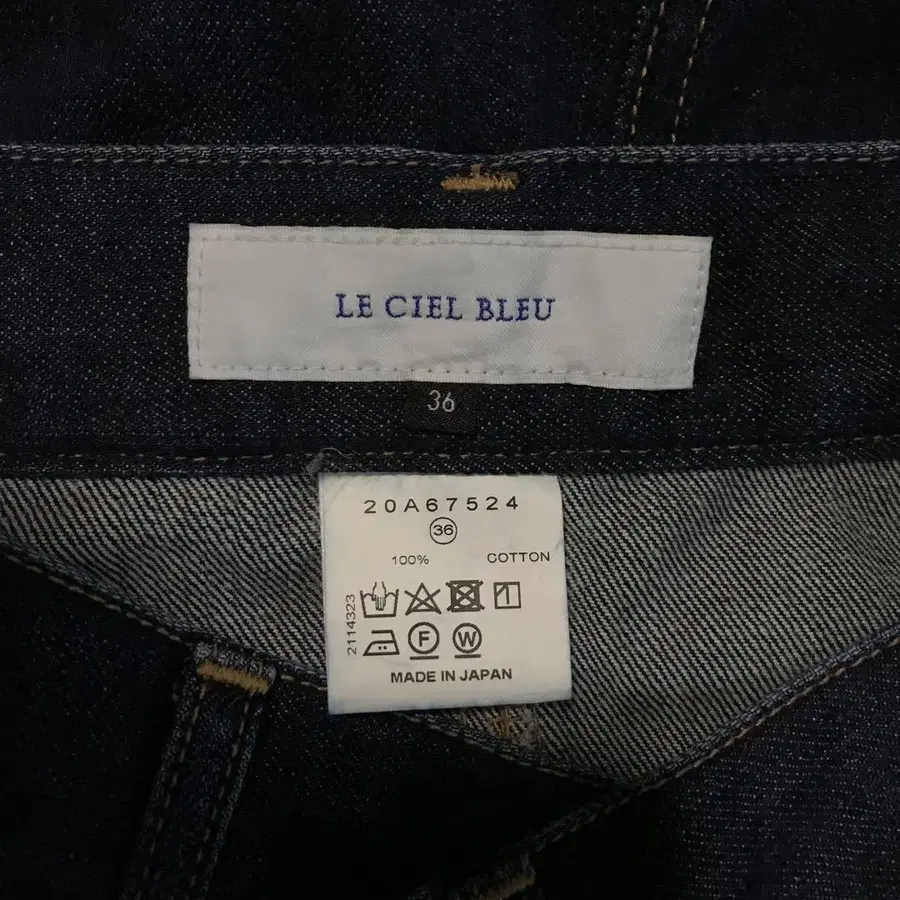 LE CIEL BLEU
36
20A67524
36
100% COTTON
2114323
F W
MADE IN JAPAN